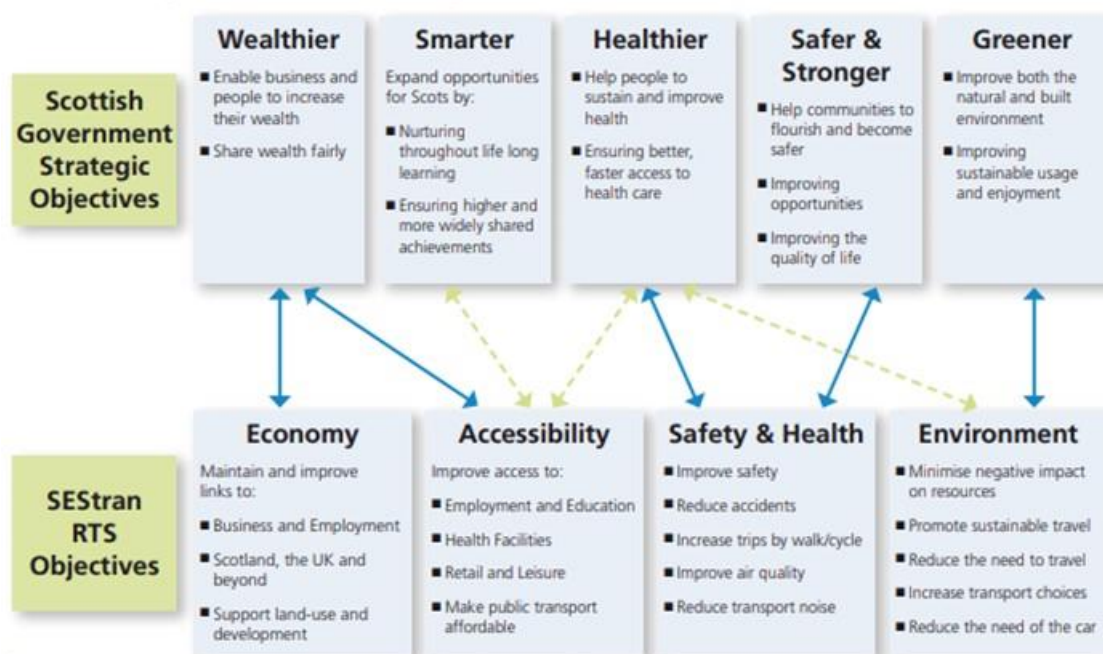 Scottish
Government
Strategic
Objectives
Wealthier
■ Enable business and
people to increase
their wealth
■ Share wealth fairly
Smarter
Expand opportunities
for Scots by:
■ Nurturing
throughout life long
learning
■ Ensuring higher and
more widely shared
achievements
Healthier
■ Help people to
sustain and improve
health
■ Ensuring better,
faster access to
health care
Safer &
Stronger
■ Help communities to
flourish and become
safer
■ Improving
opportunities
■ Improving the
quality of life
Greener
■ Improve both the
natural and built
environment
■ Improving
sustainable usage
and enjoyment
SEStran
RTS
Objectives
Economy
Maintain and improve
links to:
■ Business and Employment
■ Scotland, the UK and
beyond
■ Support land-use and
development
Accessibility
Improve access to:
■ Employment and Education
■ Health Facilities
■ Retail and Leisure
■ Make public transport
affordable
Safety & Health
■ Improve safety
■ Reduce accidents
■ Increase trips by walk/cycle
■ Improve air quality
■ Reduce transport noise
Environment
■ Minimise negative impact
on resources
■ Promote sustainable travel
■ Reduce the need to travel
■ Increase transport choices
■ Reduce the need of the car